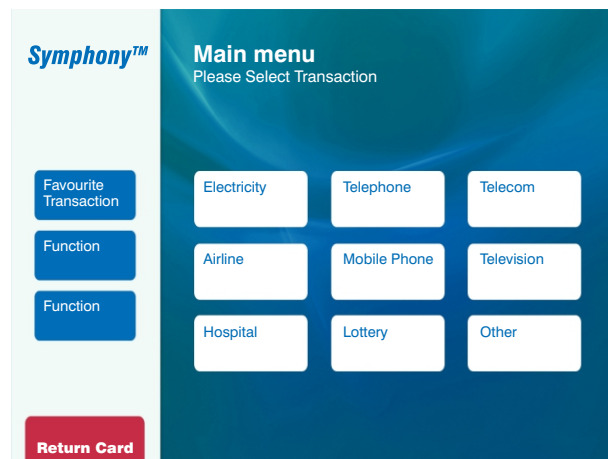 Symphony™
Main menu
Please Select Transaction
Favourite
Transaction
Function
Function
Return Card
Electricity
Telephone
Telecom
Airline
Mobile Phone
Television
Hospital
Lottery
Other